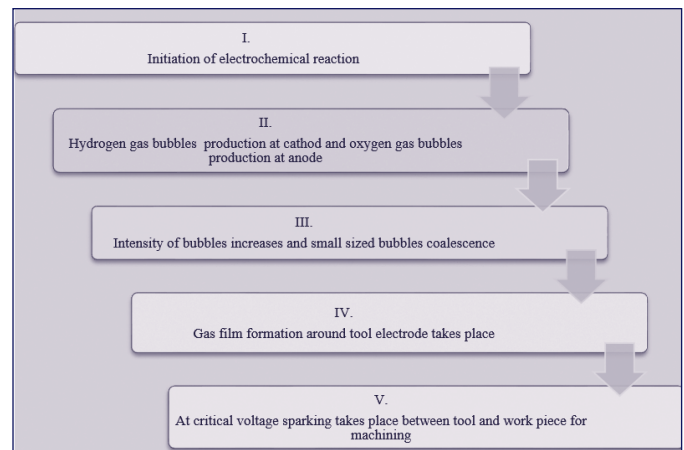 I.
Initiation of electrochemical reaction
II.
Hydrogen gas bubbles production at cathod and oxygen gas bubbles
production at anode
III.
Intensity of bubbles increases and small sized bubbles coalescence
IV.
Gas film formation around tool electrode takes place
V.
At critical voltage sparking takes place between tool and work piece for
machining